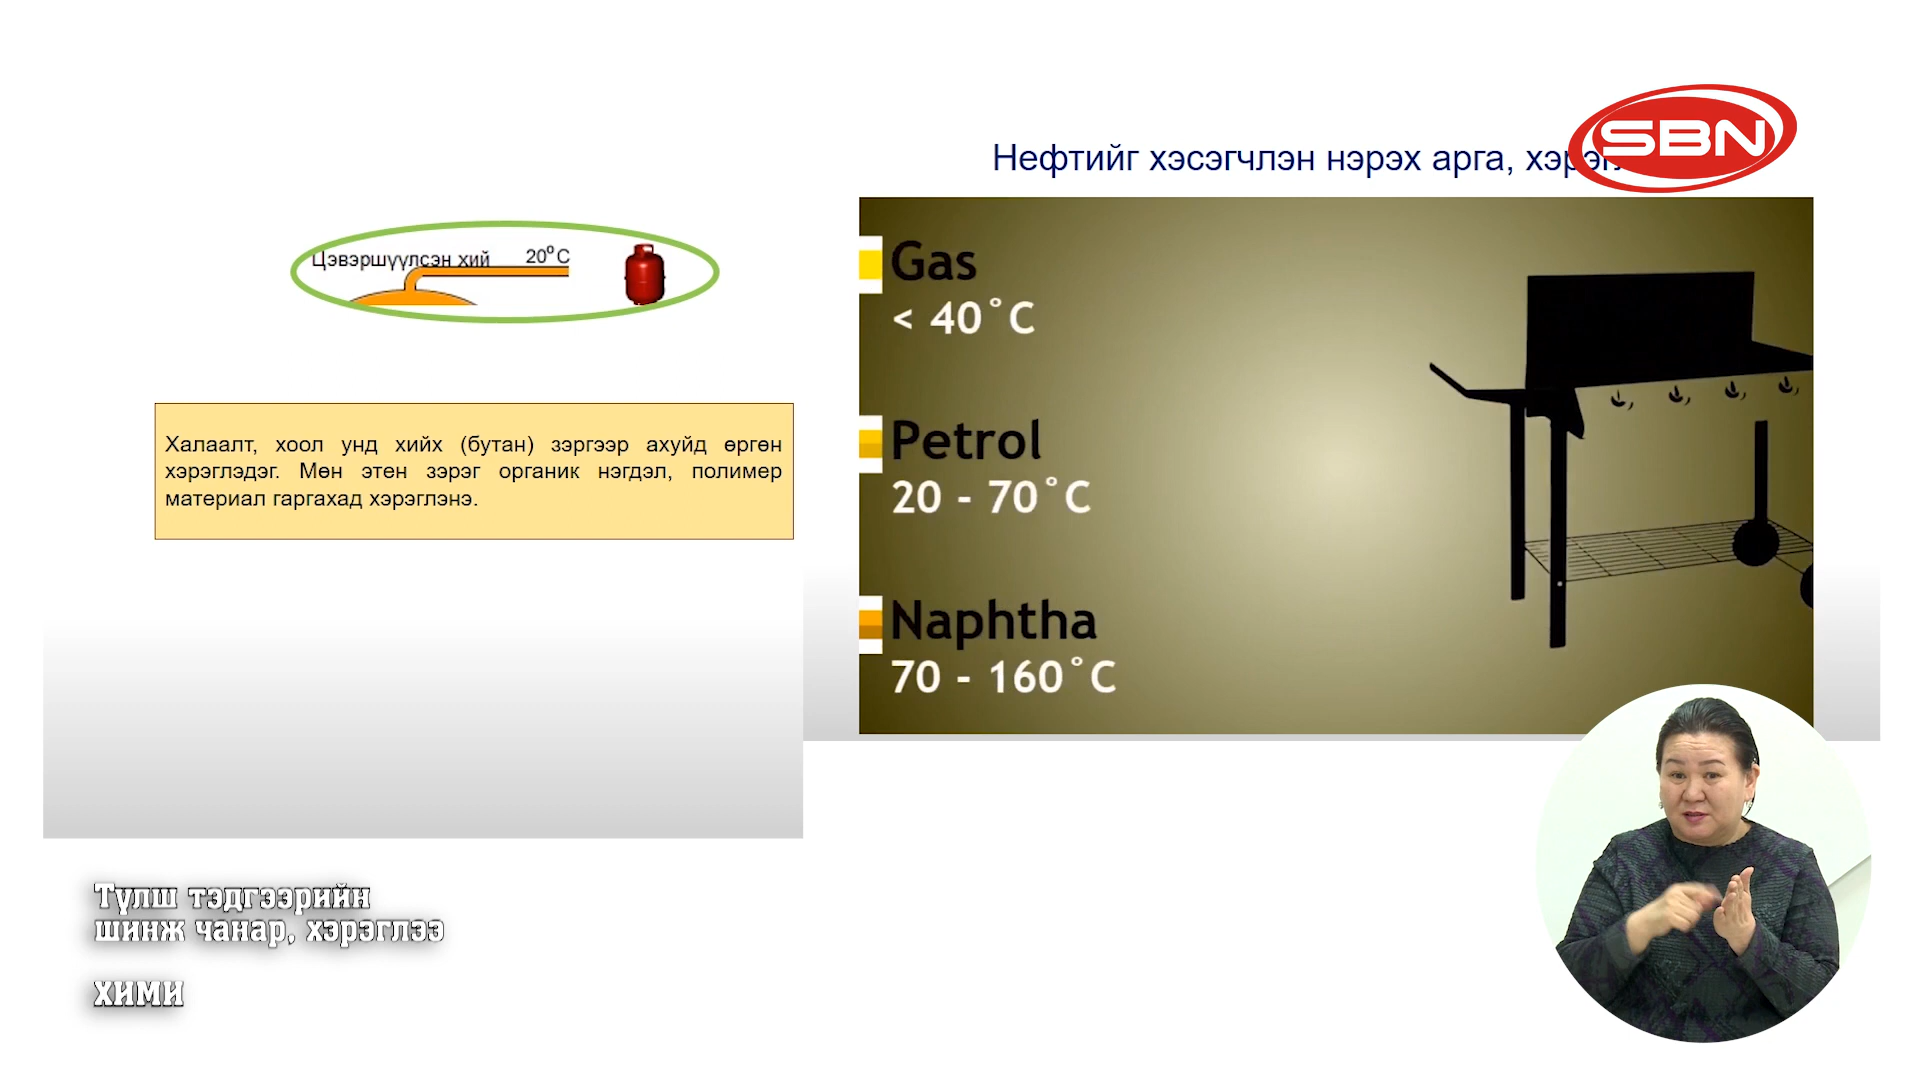 SBN
Нефтийг хэсэгчлэн нэрэх арга,
Цэвэршүүлсэн хий 20⁰C
Gas
< 40°C
Petrol
20 - 70°C
Naphtha
70 - 160°C
Халаалт, хоол унд хийх (бутан) зэргээр ахуйд өргөн
хэрэглэдэг. Мөн этен зэрэг органик нэгдэл, полимер
материал гаргахад хэрэглэнэ.
Түлш тэдгээрийн
шинж чанар, хэрэглээ
ХИМИ